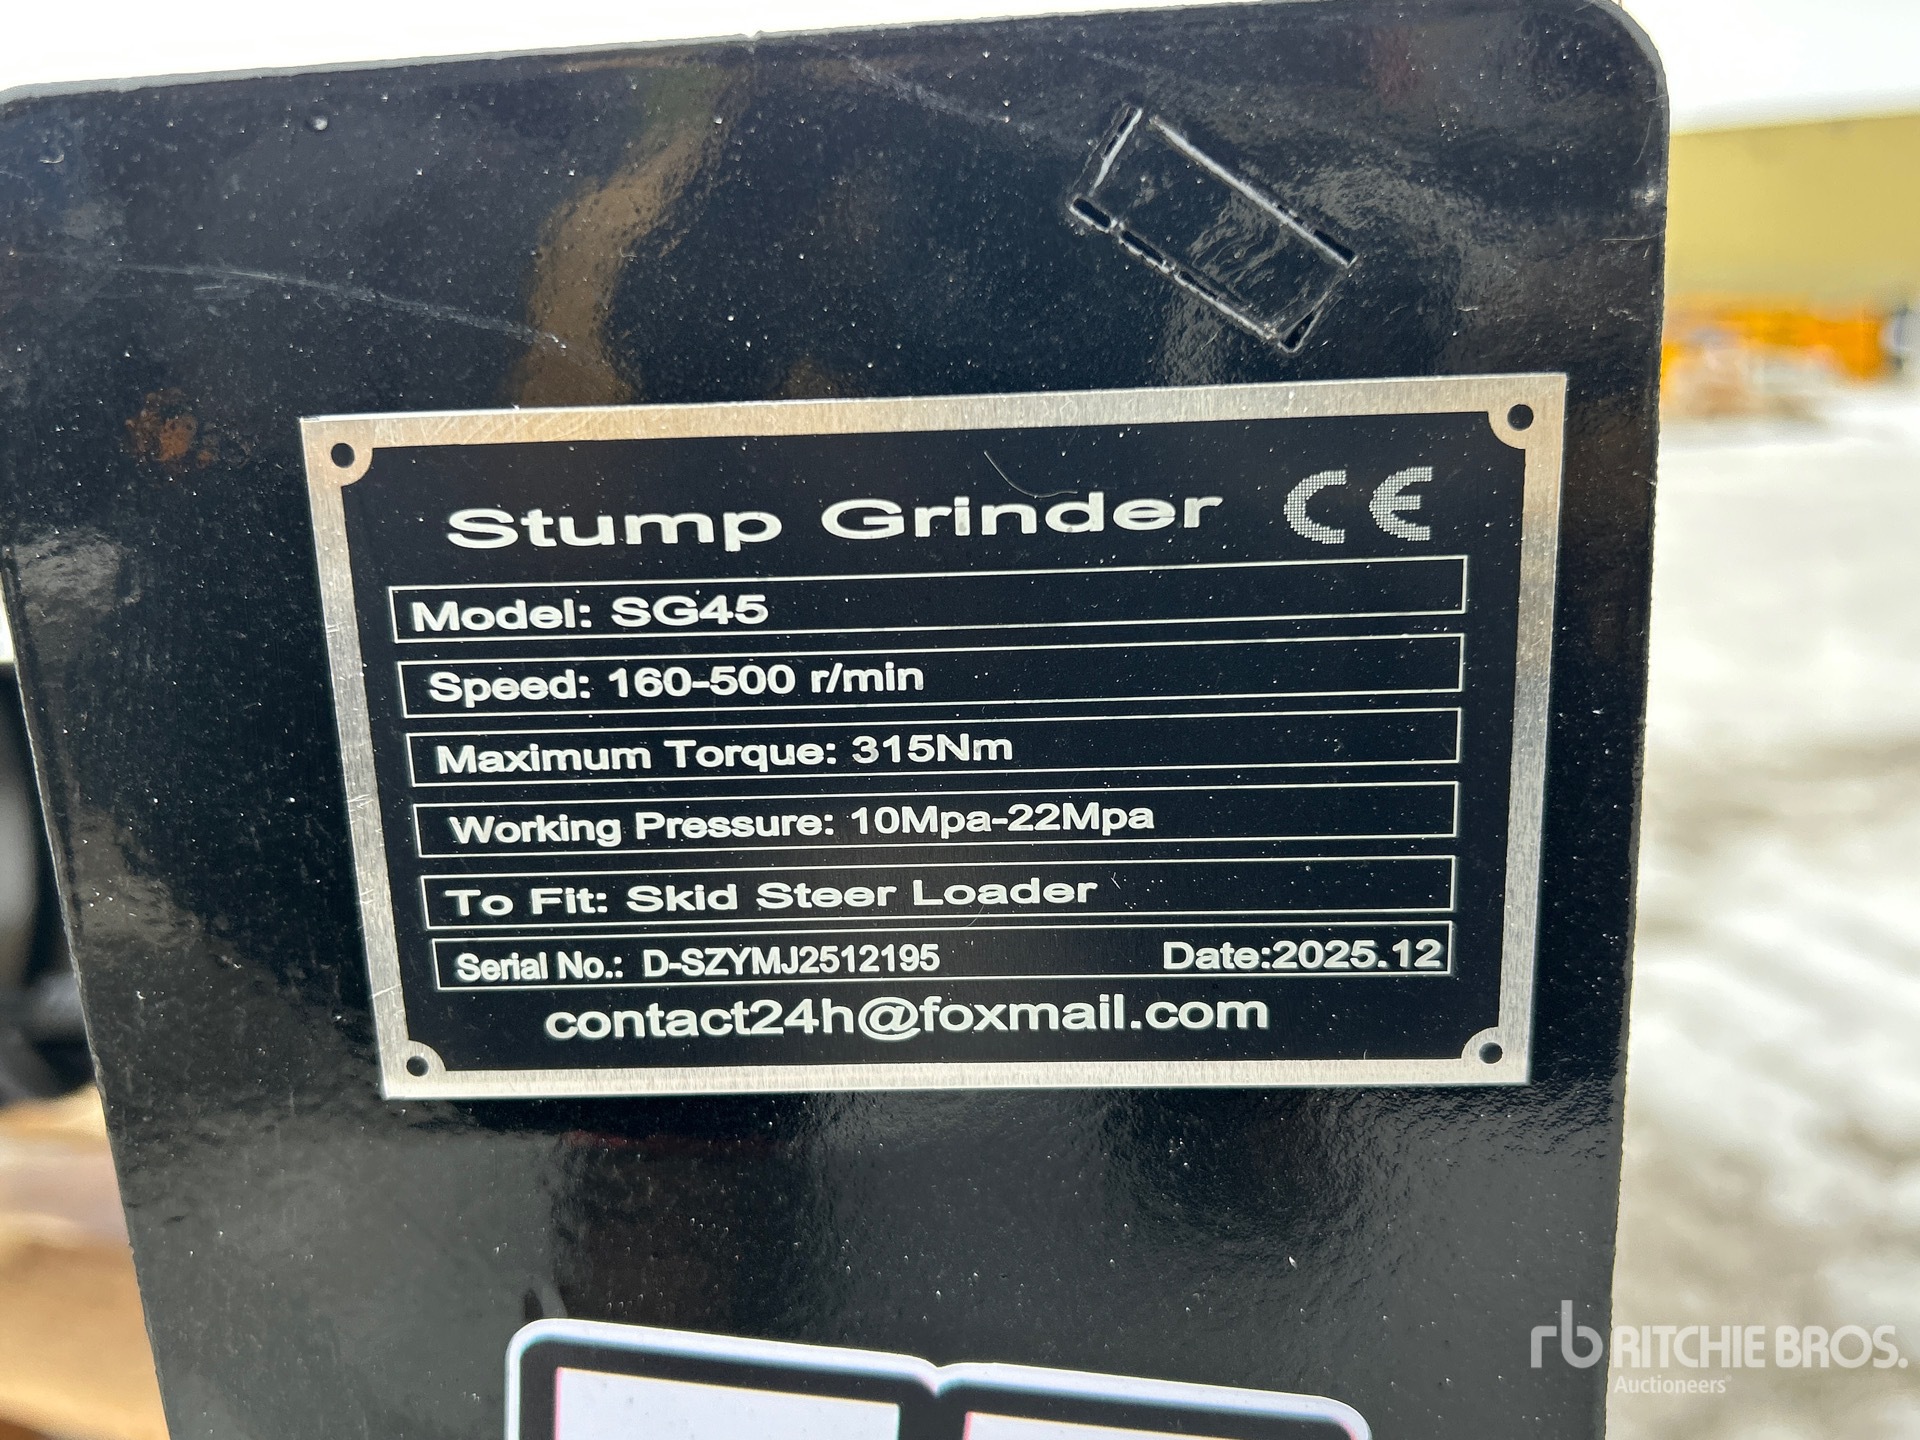 Stump Grinder CE
Model: SG45
Speed: 160-500 r/min
Maximum Torque: 315Nm
Working Pressure: 10Mpa-22Mpa
To Fit: Skid Steer Loader
Serial No.: D-SZYMJ2512195 Date:2025.12
contact24h@foxmail.com
rb RITCHIE BROS.
Auctioneers